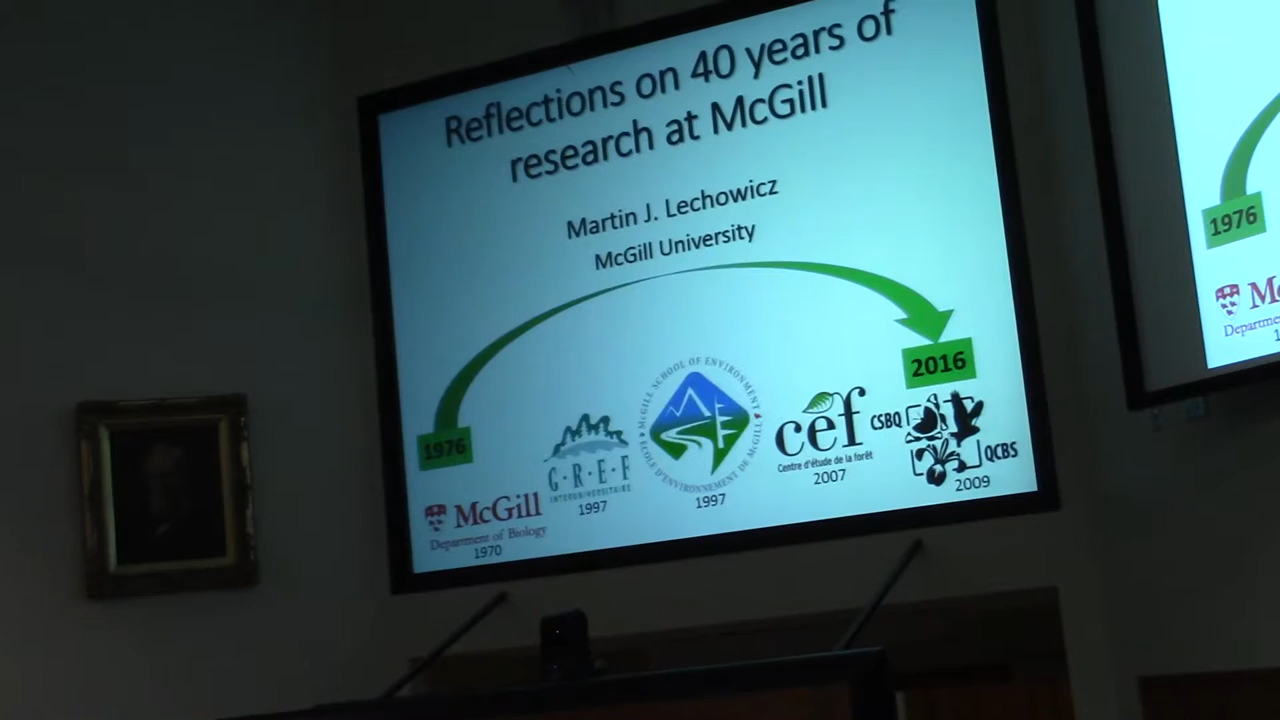 Reflections on 40 years of
research at McGill
Martin J. Lechowicz
McGill University
1976
2016
McGill
Department of Biology
1970
G·R·E·F
INTERUNIVERSITAIRE
1997
McGILL SCHOOL OF ENVIRONMENT
ÉCOLE D'ENVIRONNEMENT DE McGILL
1997
cef
Centre d'étude de la forêt
2007
CSBQ
QCBS
2009
1976
Mc
Departme
1